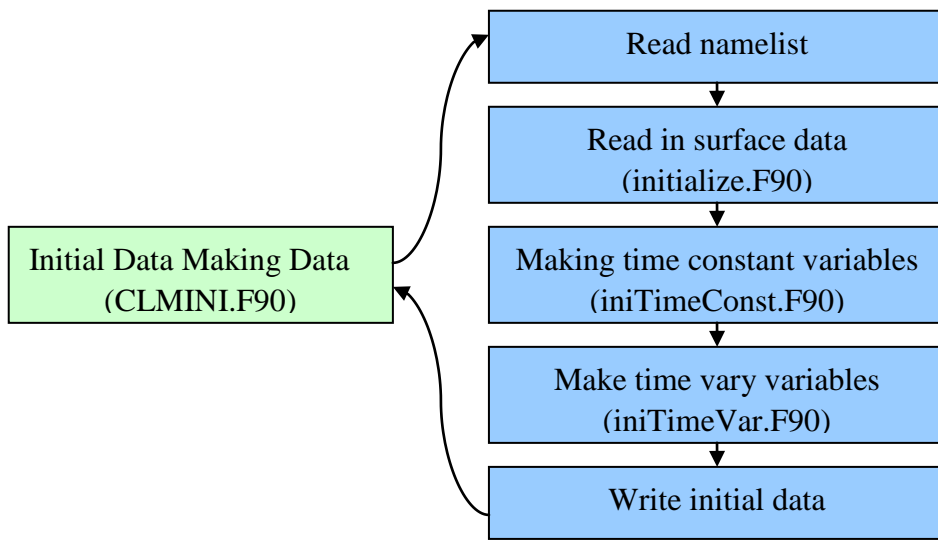 Read namelist
Read in surface data
(initialize.F90)
Initial Data Making Data
(CLMINI.F90)
Making time constant variables
(iniTimeConst.F90)
Make time vary variables
(iniTimeVar.F90)
Write initial data